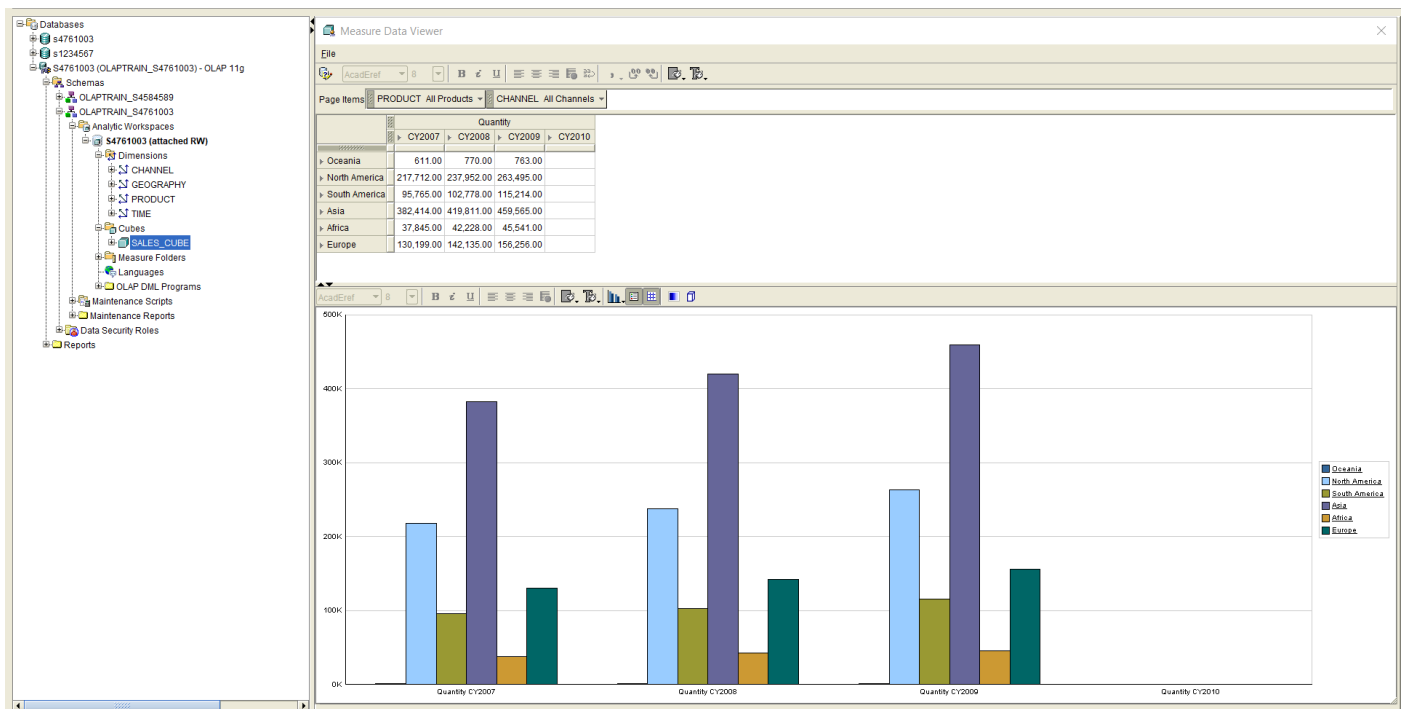 Databases
s4761003
s1234567
S4761003 (OLAPTRAIN_S4761003) - OLAP 11g
Schemas
OLAPTRAIN_S4584589
OLAPTRAIN_S4761003
Analytic Workspaces
S4761003 (attached RW)
Dimensions
CHANNEL
GEOGRAPHY
PRODUCT
TIME
Cubes
SALES_CUBE
Measure Folders
Languages
OLAP DML Programs
Maintenance Scripts
Maintenance Reports
Data Security Roles
Reports
Measure Data Viewer
File
AcadEref 8 B i U
Page Items PRODUCT All Products CHANNEL All Channels
Quantity
CY2007 CY2008 CY2009 CY2010
Oceania 611.00 770.00 763.00
North America 217,712.00 237,952.00 263,495.00
South America 95,765.00 102,778.00 115,214.00
Asia 382,414.00 419,811.00 459,565.00
Africa 37,845.00 42,228.00 45,541.00
Europe 130,199.00 142,135.00 156,256.00
AcadEref 8 B i U
500K
400K
300K
200K
100K
0K
Quantity CY2007 Quantity CY2008 Quantity CY2009 Quantity CY2010
Oceania
North America
South America
Asia
Africa
Europe